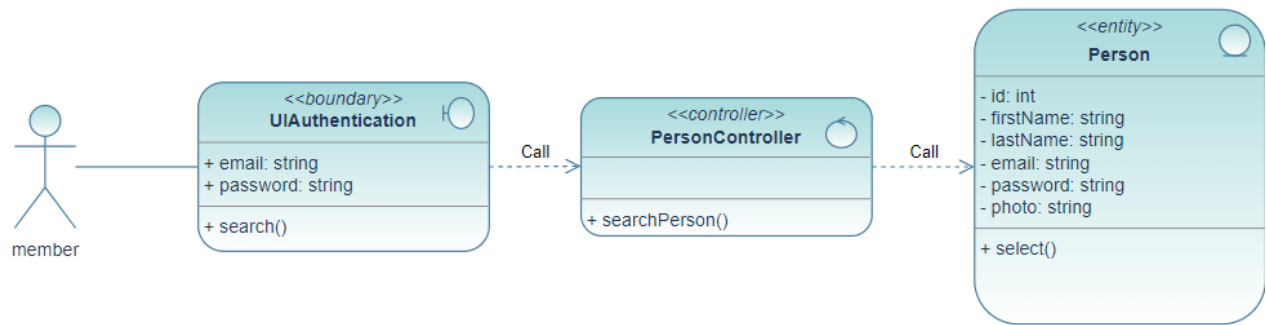 member
<<boundary>>
UIAuthentication
+ email: string
+ password: string
+ search()
Call
<<controller>>
PersonController
+ searchPerson()
Call
<<entity>>
Person
- id: int
- firstName: string
- lastName: string
- email: string
- password: string
- photo: string
+ select()